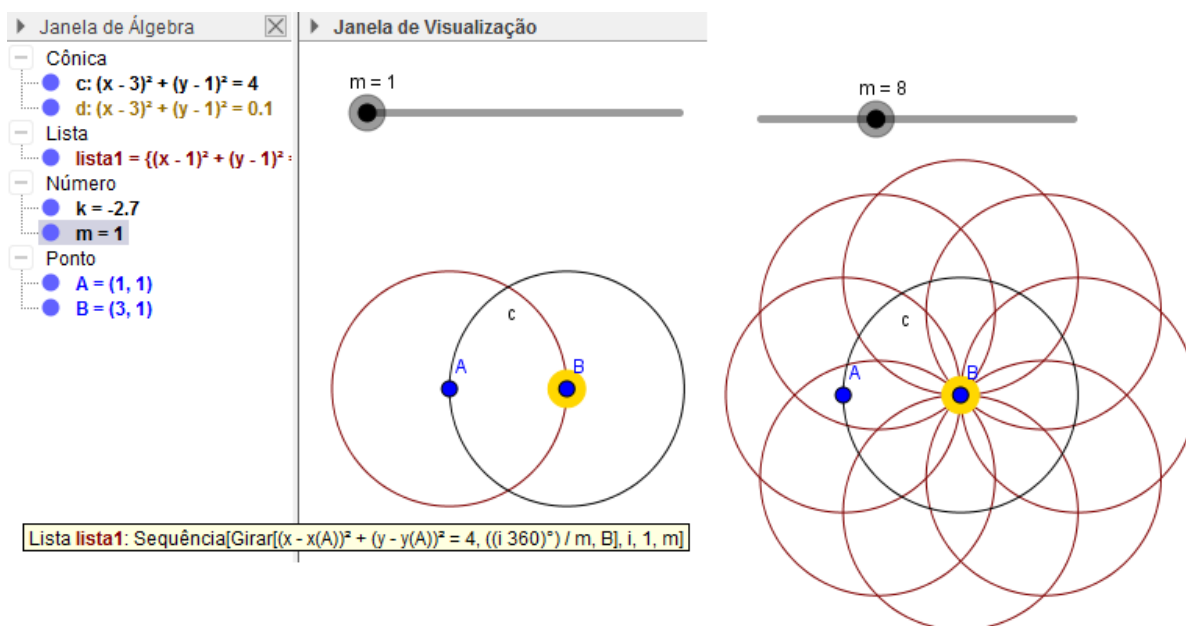 Janela de Álgebra
Cônica
c: (x - 3)² + (y - 1)² = 4
d: (x - 3)² + (y - 1)² = 0.1
Lista
lista1 = {(x - 1)² + (y - 1)² =
Número
k = -2.7
m = 1
Ponto
A = (1, 1)
B = (3, 1)
Janela de Visualização
m = 1
c
A
B
Lista lista1: Sequência[Girar[(x - x(A))² + (y - y(A))² = 4, ((i 360)°) / m, B], i, 1, m]
m = 8
c
A
B